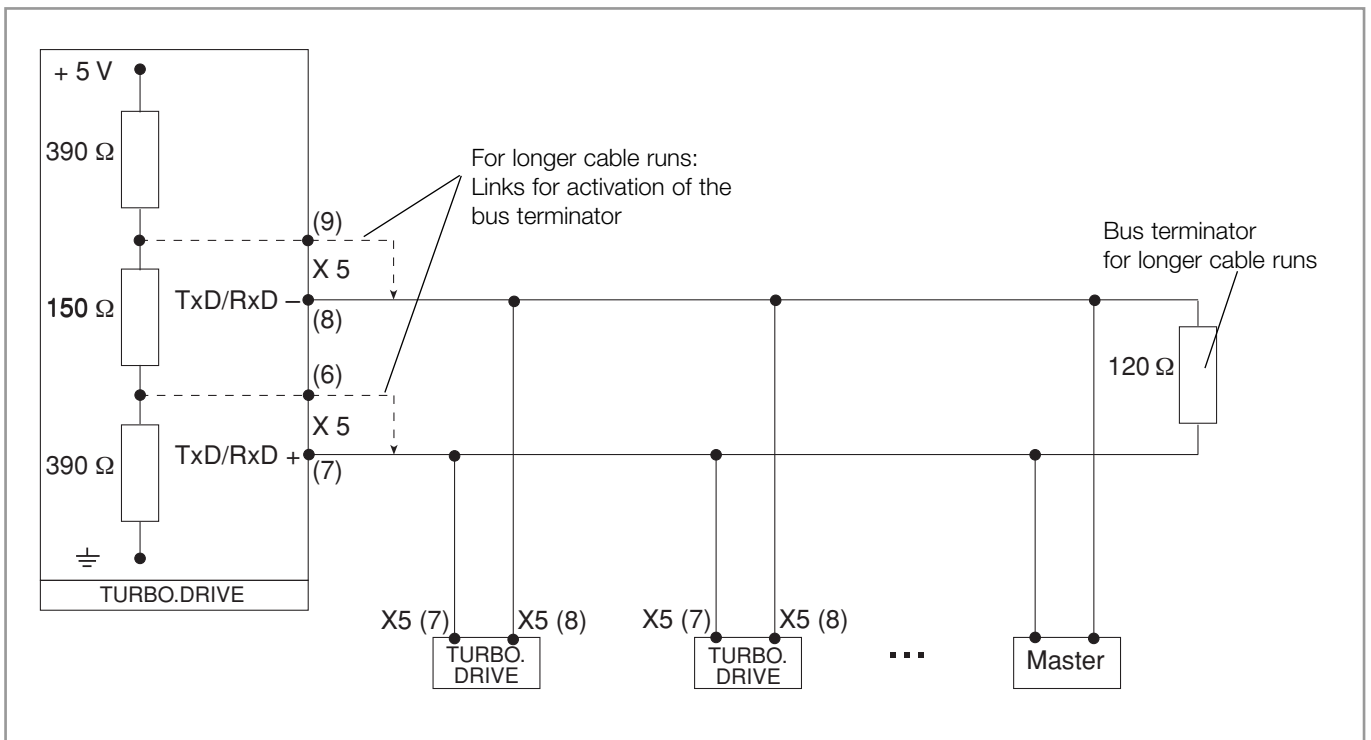 + 5 V
390 Ω
For longer cable runs:
Links for activation of the
bus terminator
(9)
X 5
Bus terminator
for longer cable runs
150 Ω
TxD/RxD –
(8)
120 Ω
(6)
X 5
390 Ω
TxD/RxD +
(7)
TURBO.DRIVE
X5 (7)
X5 (8)
X5 (7)
X5 (8)
TURBO.
DRIVE
TURBO.
DRIVE
...
Master